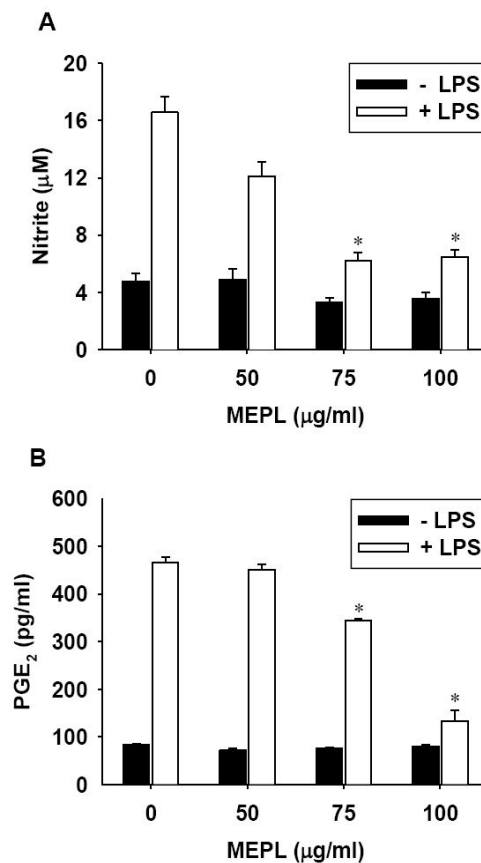 A
20
16
12
8
4
0
Nitrite (μM)
- LPS
+ LPS
*
*
0 50 75 100
MEPL (μg/ml)
B
600
500
400
300
200
100
0
PGE₂ (pg/ml)
- LPS
+ LPS
*
*
0 50 75 100
MEPL (μg/ml)